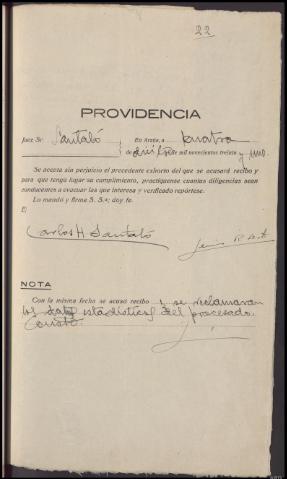 22
PROVIDENCIA
Juez Sr. Santaló En Arzúa, a cuatro
de de mil novecientos treinta y uno.
Se acepta sin perjuicio el precedente exhorto del que se acusará recibo y
para que tenga lugar su cumplimiento, practíquense cuantas diligencias sean
conducentes a evacuar las que interesa y verificado repórtese.
Lo mandó y firma S. S.ª; doy fe.
E
Carlos H Santaló
NOTA
Con la misma fecha se acusó recibo y se reclamaron
los datos estadísticos del procesado.
Consta.